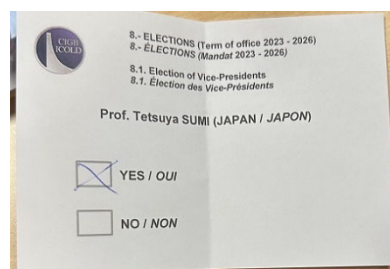 CIGB
ICOLD
8.- ELECTIONS (Term of office 2023 - 2026)
8.- ÉLECTIONS (Mandat 2023 - 2026)
8.1. Election of Vice-Presidents
8.1. Élection des Vice-Présidents
Prof. Tetsuya SUMI (JAPAN / JAPON)
YES / OUI
NO / NON